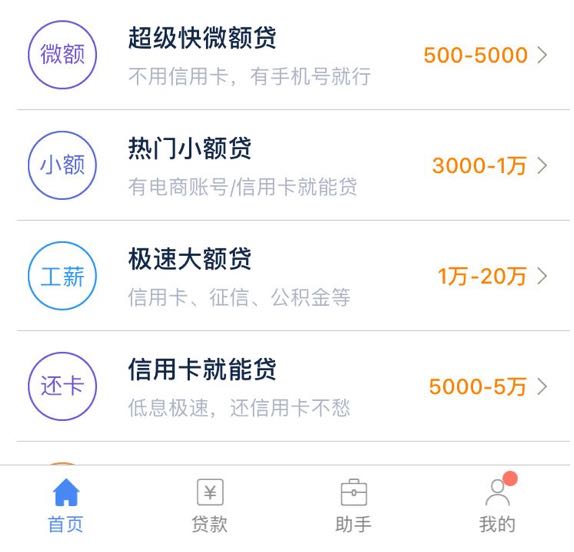 微额
超级快微额贷
不用信用卡，有手机号就行
500-5000
小额
热门小额贷
有电商账号/信用卡就能贷
3000-1万
工薪
极速大额贷
信用卡、征信、公积金等
1万-20万
还卡
信用卡就能贷
低息极速，还信用卡不愁
5000-5万
首页
贷款
助手
我的